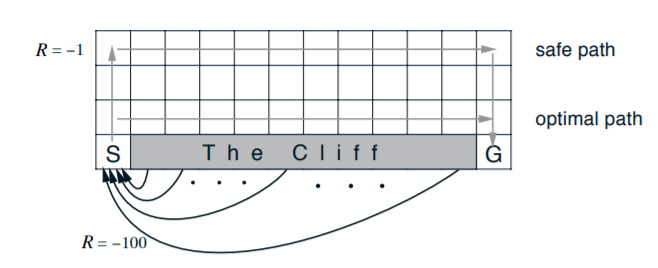 R = −1
safe path
optimal path
S
The Cliff
G
R = −100